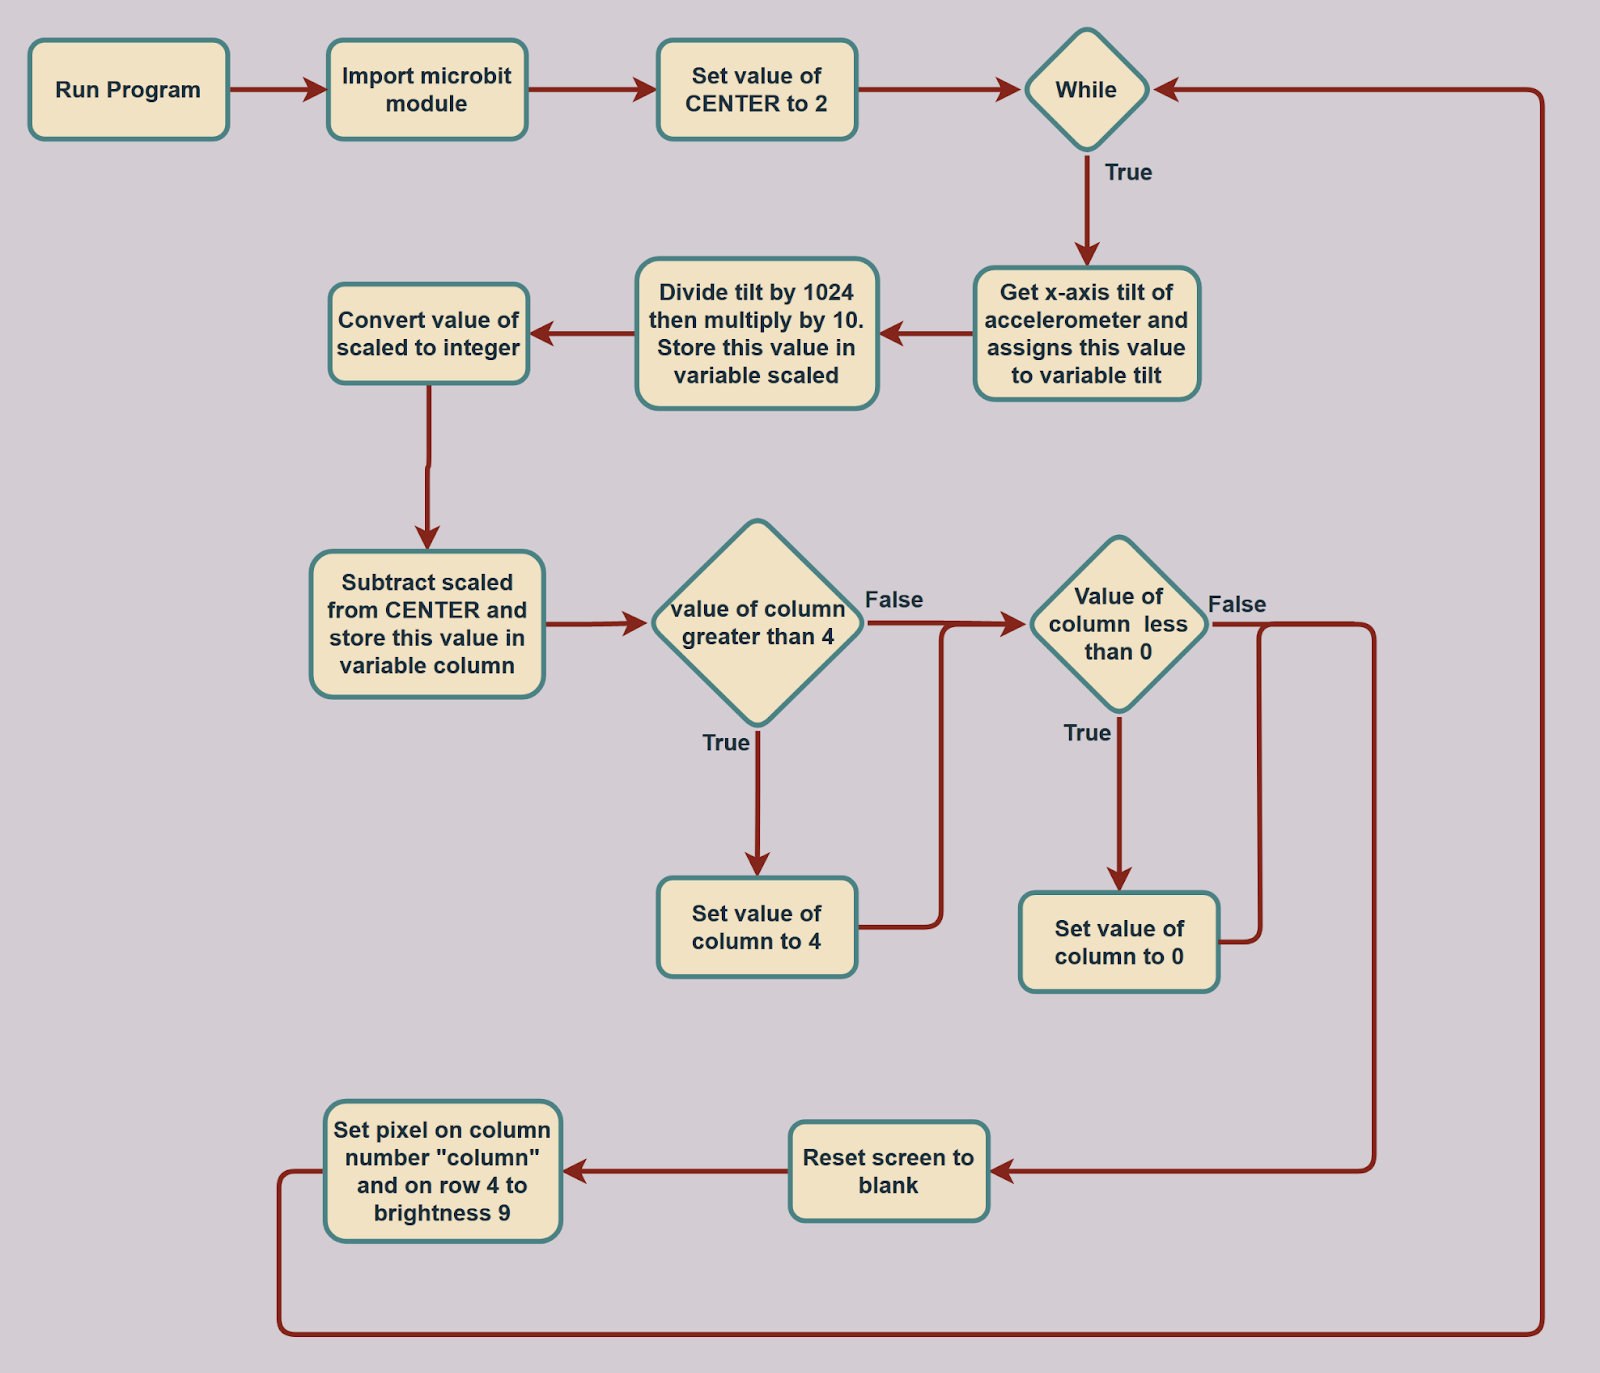 Run Program
Import microbit
module
Set value of
CENTER to 2
While
True
Get x-axis tilt of
accelerometer and
assigns this value
to variable tilt
Divide tilt by 1024
then multiply by 10.
Store this value in
variable scaled
Convert value of
scaled to integer
Subtract scaled
from CENTER and
store this value in
variable column
value of column
greater than 4
False
True
Set value of
column to 4
Value of
column less
than 0
False
True
Set value of
column to 0
Reset screen to
blank
Set pixel on column
number "column"
and on row 4 to
brightness 9